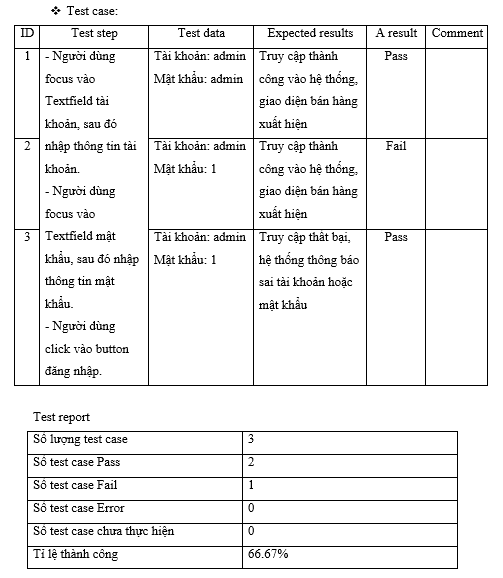 ❖ Test case:
ID Test step Test data Expected results A result Comment
1
- Người dùng
focus vào
Textfield tài
khoản, sau đó
nhập thông tin tài
khoản.
- Người dùng
focus vào
Textfield mật
khẩu, sau đó nhập
thông tin mật
khẩu.
- Người dùng
click vào button
đăng nhập.
Tài khoản: admin
Mật khẩu: admin
Truy cập thành
công vào hệ thống,
giao diện bán hàng
xuất hiện
Pass
2
Tài khoản: admin
Mật khẩu: 1
Truy cập thành
công vào hệ thống,
giao diện bán hàng
xuất hiện
Fail
3
Tài khoản: admin
Mật khẩu: 1
Truy cập thất bại,
hệ thống thông báo
sai tài khoản hoặc
mật khẩu
Pass
Test report
Số lượng test case 3
Số test case Pass 2
Số test case Fail 1
Số test case Error 0
Số test case chưa thực hiện 0
Tỉ lệ thành công 66.67%